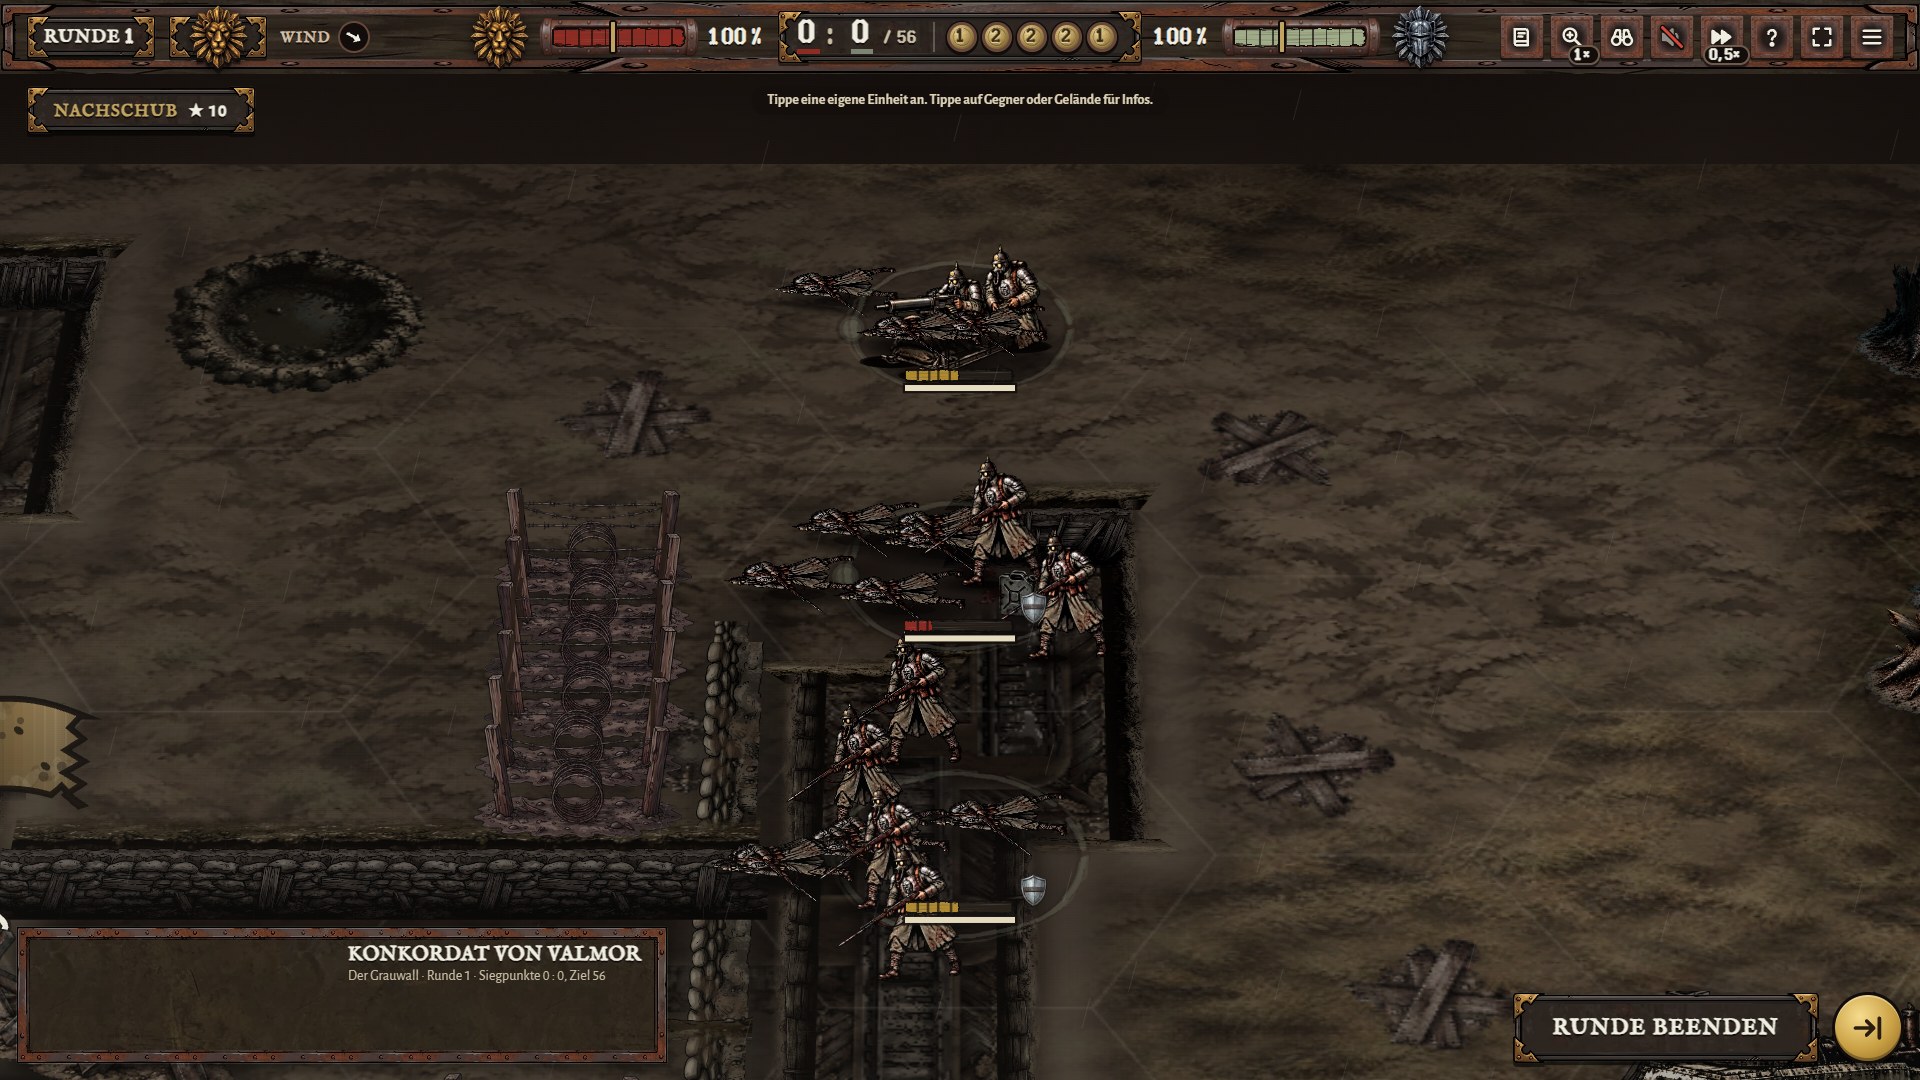 RUNDE 1
WIND
100%
0 : 0 / 56
1 2 2 2 1
100%
1×
0,5×
?
NACHSCHUB ★ 10
Tippe eine eigene Einheit an. Tippe auf Gegner oder Gelände für Infos.
KONKORDAT VON VALMOR
Der Grauwall · Runde 1 · Siegpunkte 0 : 0, Ziel 56
RUNDE BEENDEN